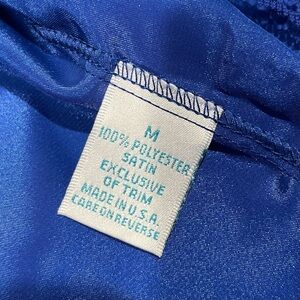 M
100% POLYESTER
SATIN
EXCLUSIVE
OF TRIM
MADE IN U.S.A.
CARE ON REVERSE